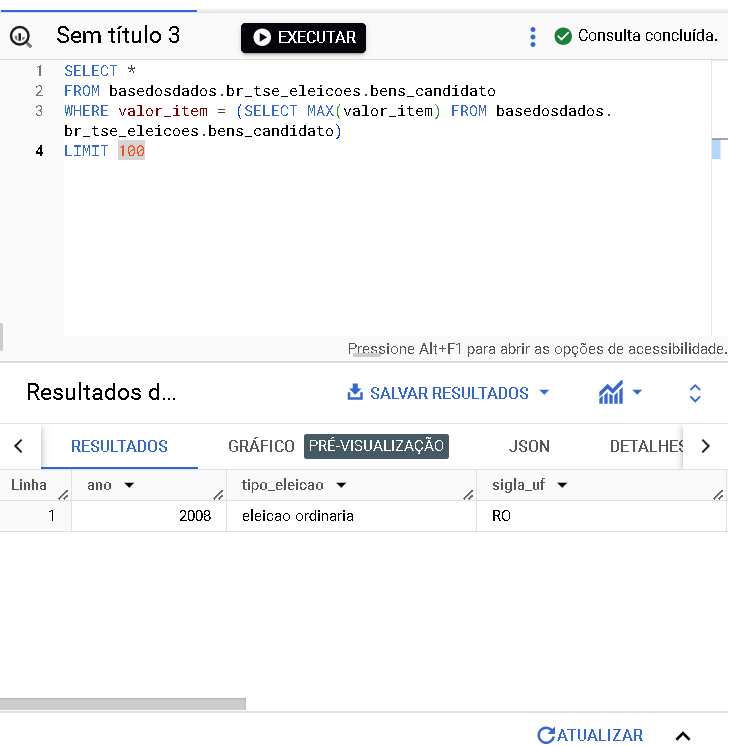 Sem título 3
EXECUTAR
Consulta concluída.
1 SELECT *
2 FROM basedosdados.br_tse_eleicoes.bens_candidato
3 WHERE valor_item = (SELECT MAX(valor_item) FROM basedosdados.
br_tse_eleicoes.bens_candidato)
4 LIMIT 100
Pressione Alt+F1 para abrir as opções de acessibilidade.
Resultados d...
SALVAR RESULTADOS
RESULTADOS GRÁFICO PRÉ-VISUALIZAÇÃO JSON DETALHES
Linha ano tipo_eleicao sigla_uf
1 2008 eleicao ordinaria RO
ATUALIZAR